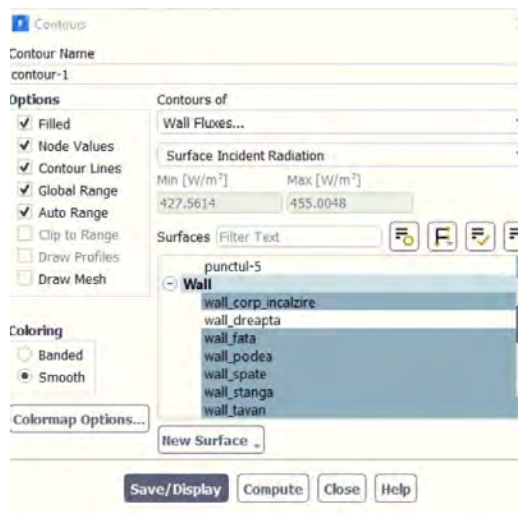 Contours
Contour Name
contour-1
Options
Filled
Node Values
Contour Lines
Global Range
Auto Range
Clip to Range
Draw Profiles
Draw Mesh
Coloring
Banded
Smooth
Colormap Options...
Contours of
Wall Fluxes...
Surface Incident Radiation
Min [W/m²] Max [W/m²]
427.5614 455.0048
Surfaces Filter Text
punctul-5
Wall
wall_corp_incalzire
wall_dreapta
wall_fata
wall_podea
wall_spate
wall_stanga
wall_tavan
New Surface
Save/Display Compute Close Help